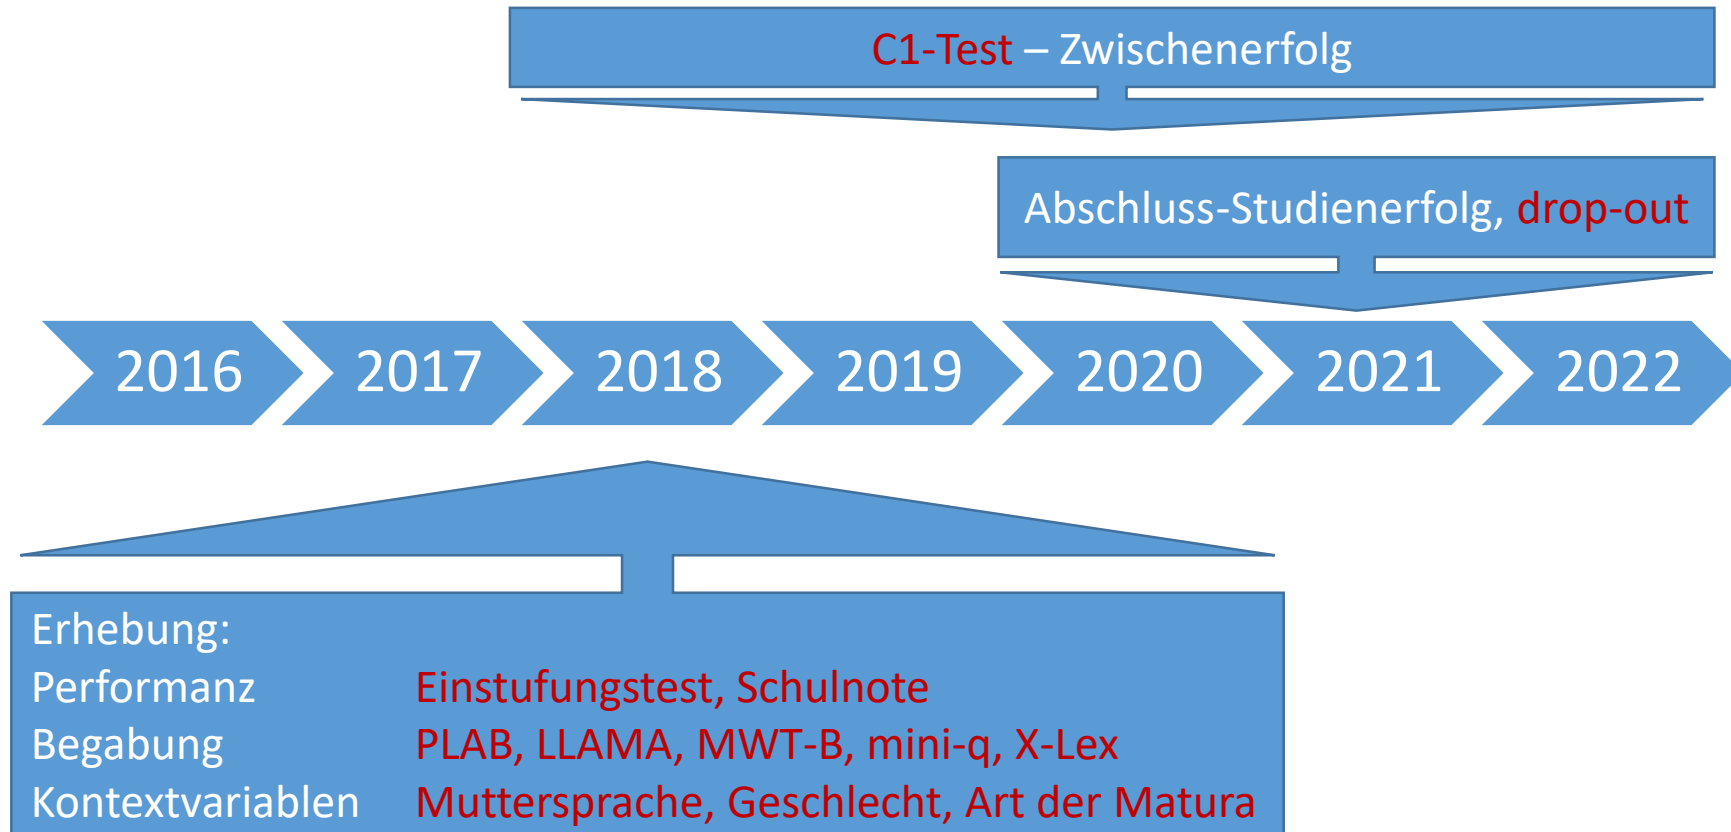 C1-Test – Zwischenerfolg
Abschluss-Studienerfolg, drop-out
2016 2017 2018 2019 2020 2021 2022
Erhebung:
Performanz Einstufungstest, Schulnote
Begabung PLAB, LLAMA, MWT-B, mini-q, X-Lex
Kontextvariablen Muttersprache, Geschlecht, Art der Matura